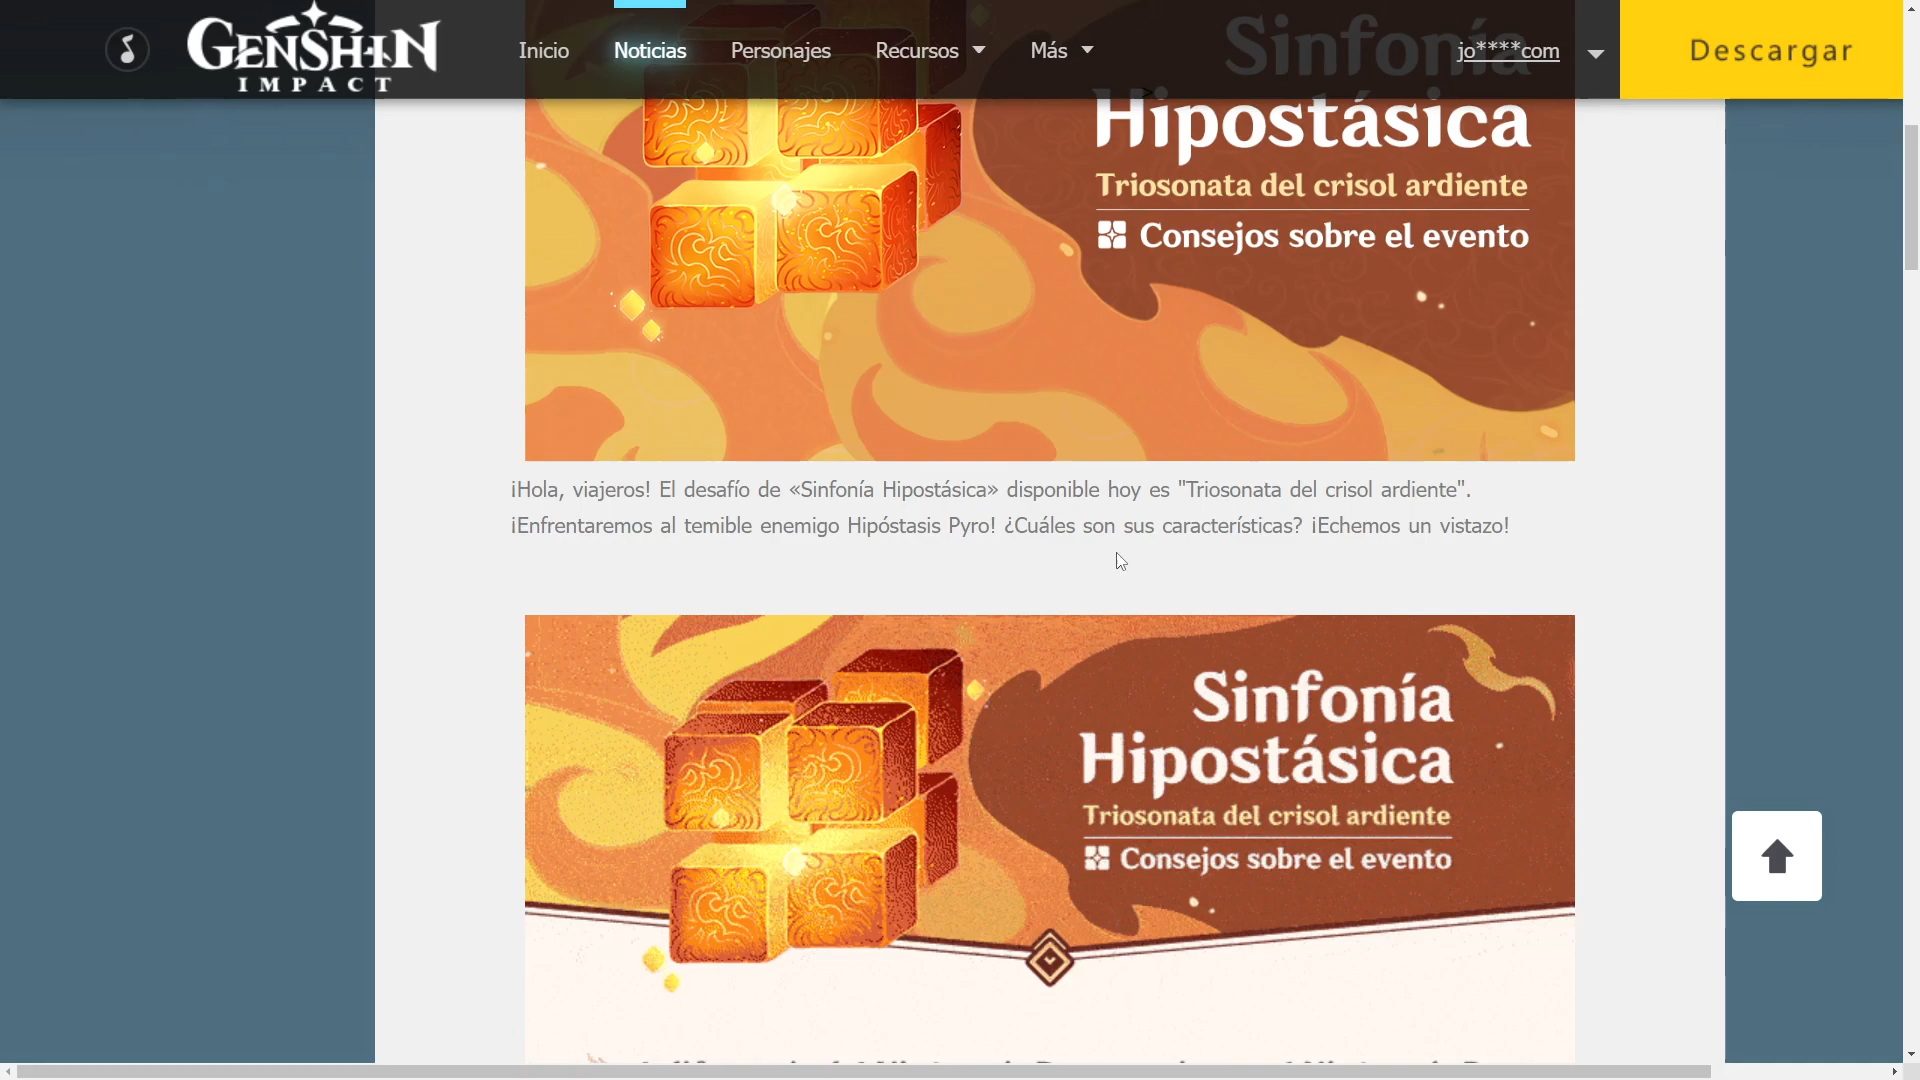 GENSHIN
IMPACT
Inicio
Noticias
Personajes
Recursos
Más
jo****com
Descargar
Sinfonía
Hipostásica
Triosonata del crisol ardiente
Consejos sobre el evento
¡Hola, viajeros! El desafío de «Sinfonía Hipostásica» disponible hoy es "Triosonata del crisol ardiente".
¡Enfrentaremos al temible enemigo Hipóstasis Pyro! ¿Cuáles son sus características? ¡Echemos un vistazo!
Sinfonía
Hipostásica
Triosonata del crisol ardiente
Consejos sobre el evento